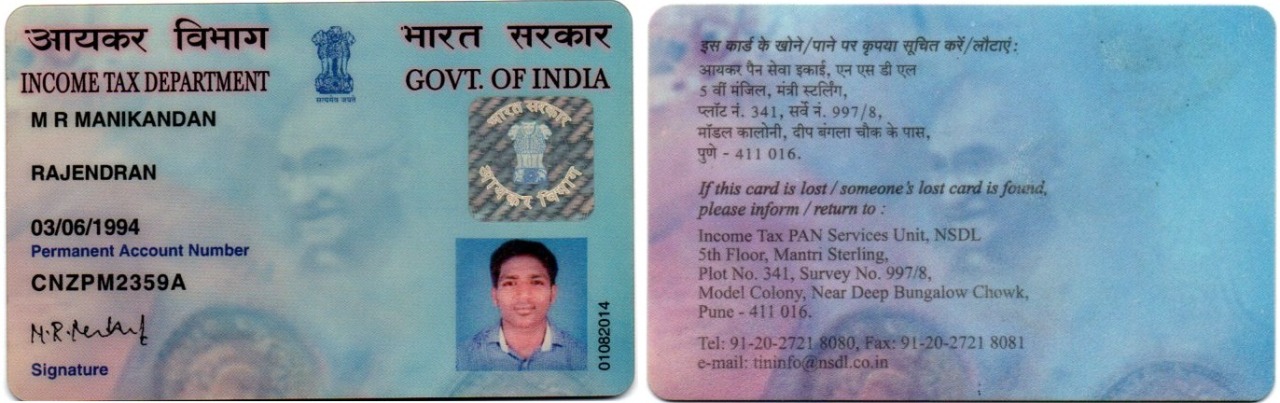 आयकर विभाग
भारत सरकार
INCOME TAX DEPARTMENT
GOVT. OF INDIA
सत्यमेव जयते
M R MANIKANDAN
RAJENDRAN
03/06/1994
Permanent Account Number
CNZPM2359A
Signature
भारत सरकार
आयकर विभाग
01082014
इस कार्ड के खोने/पाने पर कृपया सूचित करें/लौटाएं:
आयकर पैन सेवा इकाई, एन एस डी एल
5 वीं मंजिल, मंत्री स्टर्लिंग,
प्लॉट नं. 341, सर्वे नं. 997/8,
मॉडल कालोनी, दीप बंगला चौक के पास,
पुणे - 411 016.
If this card is lost / someone's lost card is found,
please inform / return to :
Income Tax PAN Services Unit, NSDL
5th Floor, Mantri Sterling,
Plot No. 341, Survey No. 997/8,
Model Colony, Near Deep Bungalow Chowk,
Pune - 411 016.
Tel: 91-20-2721 8080, Fax: 91-20-2721 8081
e-mail: tininfo@nsdl.co.in